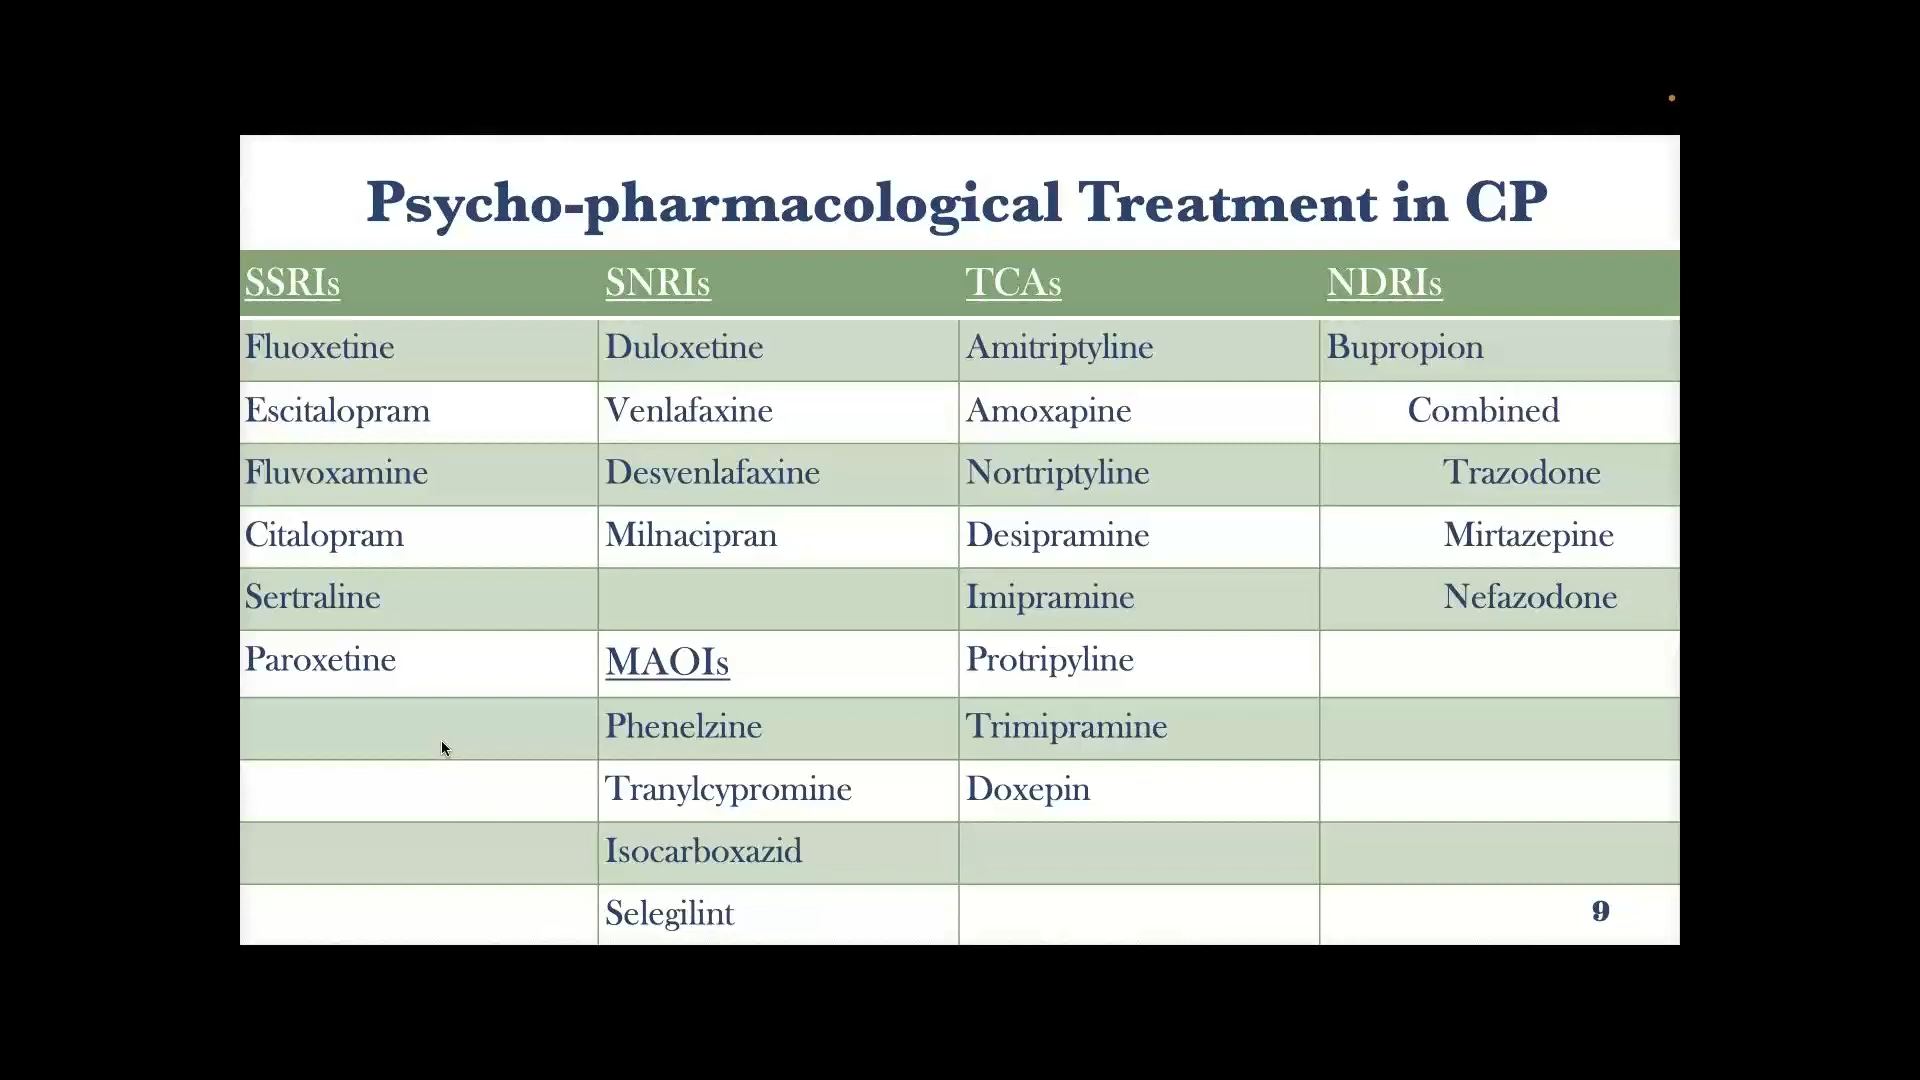 Psycho-pharmacological Treatment in CP
SSRIs SNRIs TCAs NDRIs
Fluoxetine Duloxetine Amitriptyline Bupropion
Escitalopram Venlafaxine Amoxapine Combined
Fluvoxamine Desvenlafaxine Nortriptyline Trazodone
Citalopram Milnacipran Desipramine Mirtazepine
Sertraline Imipramine Nefazodone
Paroxetine MAOIs Protripyline
Phenelzine Trimipramine
Tranylcypromine Doxepin
Isocarboxazid
Selegilint 9